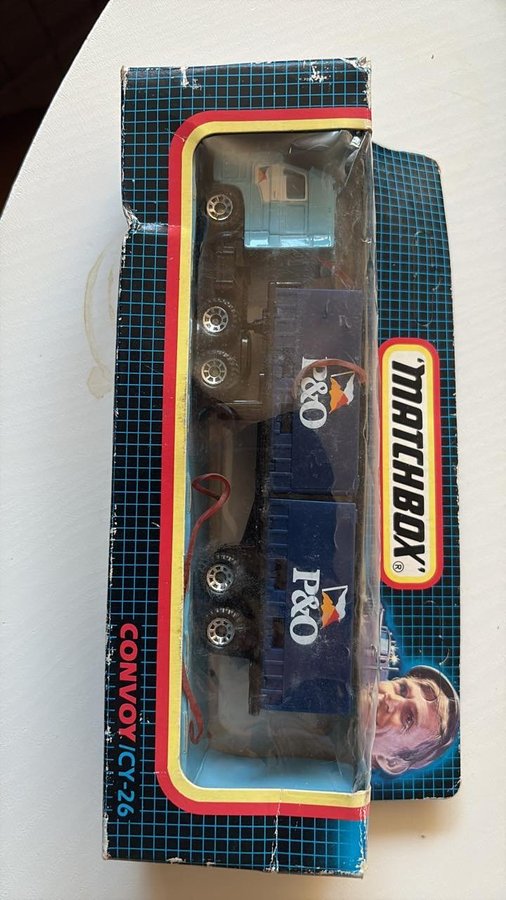 "MATCHBOX"
®
P&O
P&O
CONVOY/CY-26